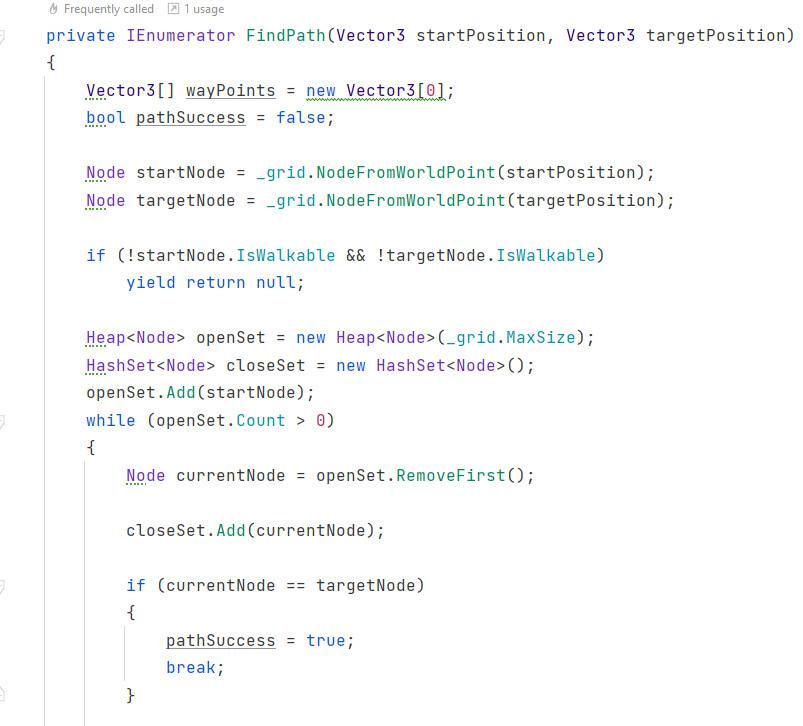 Frequently called 1 usage
private IEnumerator FindPath(Vector3 startPosition, Vector3 targetPosition)
{
Vector3[] wayPoints = new Vector3[0];
bool pathSuccess = false;
Node startNode = _grid.NodeFromWorldPoint(startPosition);
Node targetNode = _grid.NodeFromWorldPoint(targetPosition);
if (!startNode.IsWalkable && !targetNode.IsWalkable)
yield return null;
Heap<Node> openSet = new Heap<Node>(_grid.MaxSize);
HashSet<Node> closeSet = new HashSet<Node>();
openSet.Add(startNode);
while (openSet.Count > 0)
{
Node currentNode = openSet.RemoveFirst();
closeSet.Add(currentNode);
if (currentNode == targetNode)
{
pathSuccess = true;
break;
}